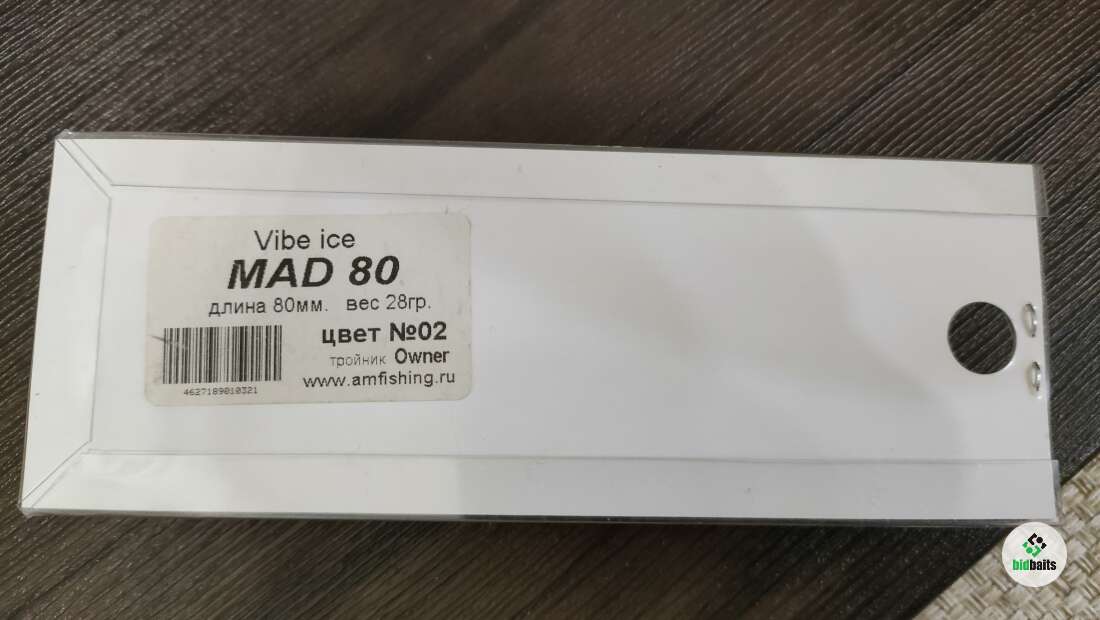 Vibe ice
MAD 80
длина 80мм. вес 28гр.
цвет №02
тройник Owner
www.amfishing.ru
4627189010321
bidbaits